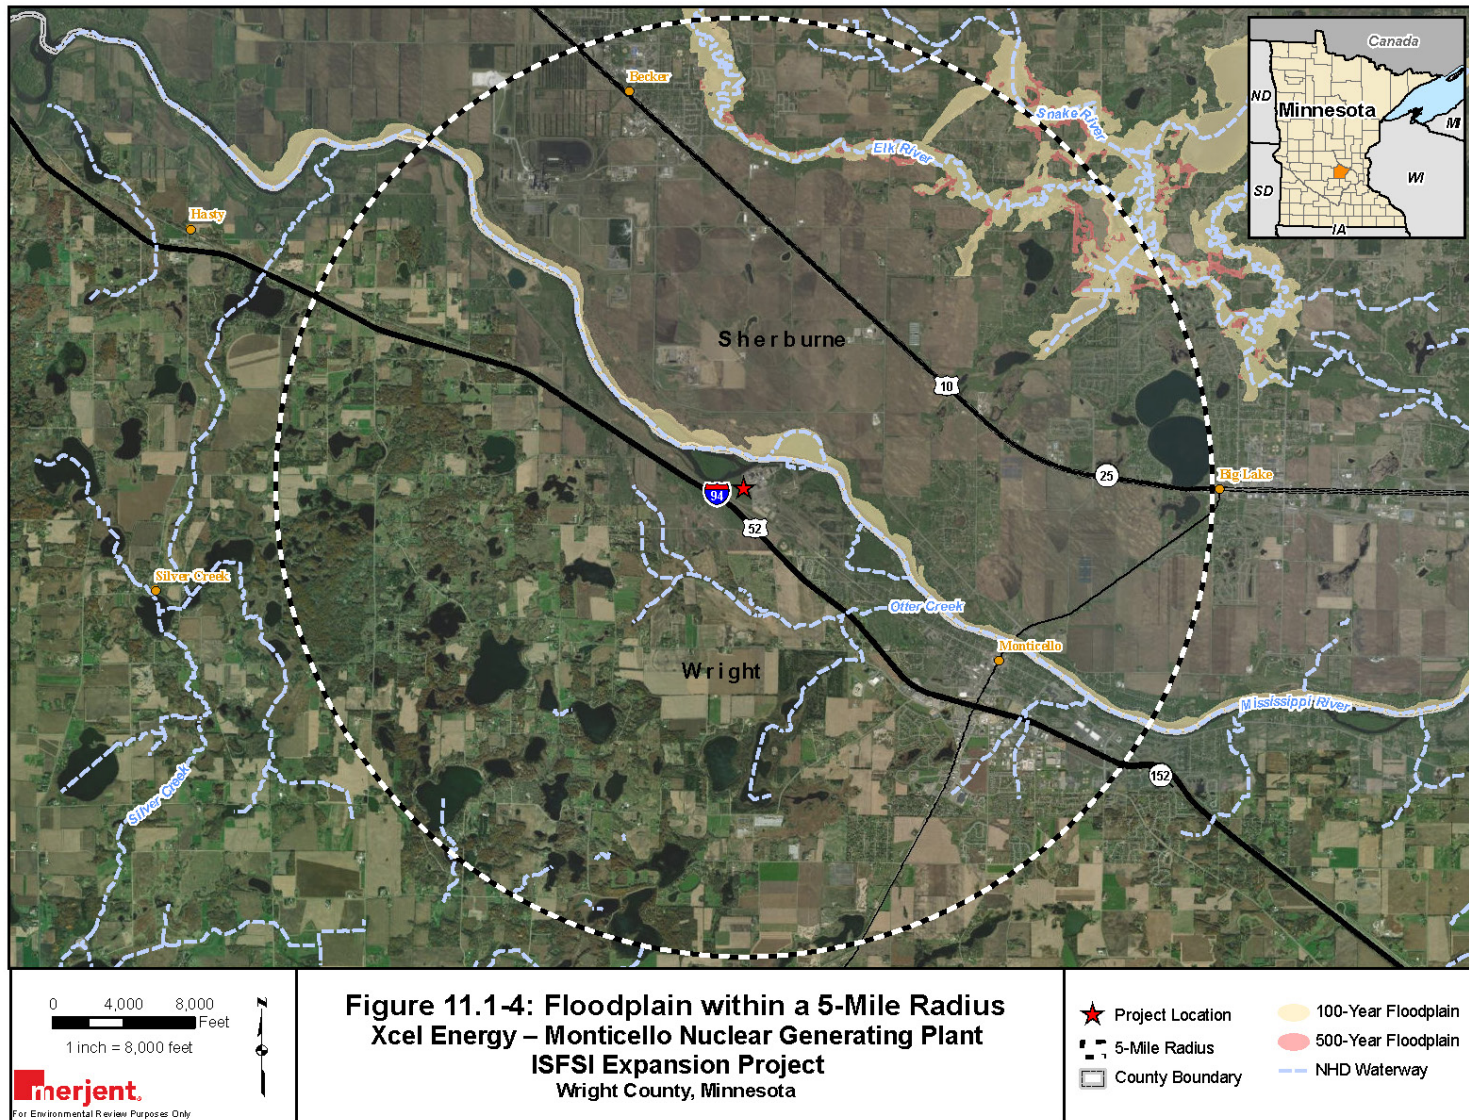 Becker
Snake River
Elk River
Canada
ND
Minnesota
MI
SD
WI
IA
Hasty
Sherburne
10
25
Big Lake
94
52
Silver Creek
Otter Creek
Monticello
Wright
Mississippi River
152
Silver Creek
0 4,000 8,000
Feet
1 inch = 8,000 feet
N
merjent.
For Environmental Review Purposes Only
Figure 11.1-4: Floodplain within a 5-Mile Radius
Xcel Energy – Monticello Nuclear Generating Plant
ISFSI Expansion Project
Wright County, Minnesota
Project Location
5-Mile Radius
County Boundary
100-Year Floodplain
500-Year Floodplain
NHD Waterway